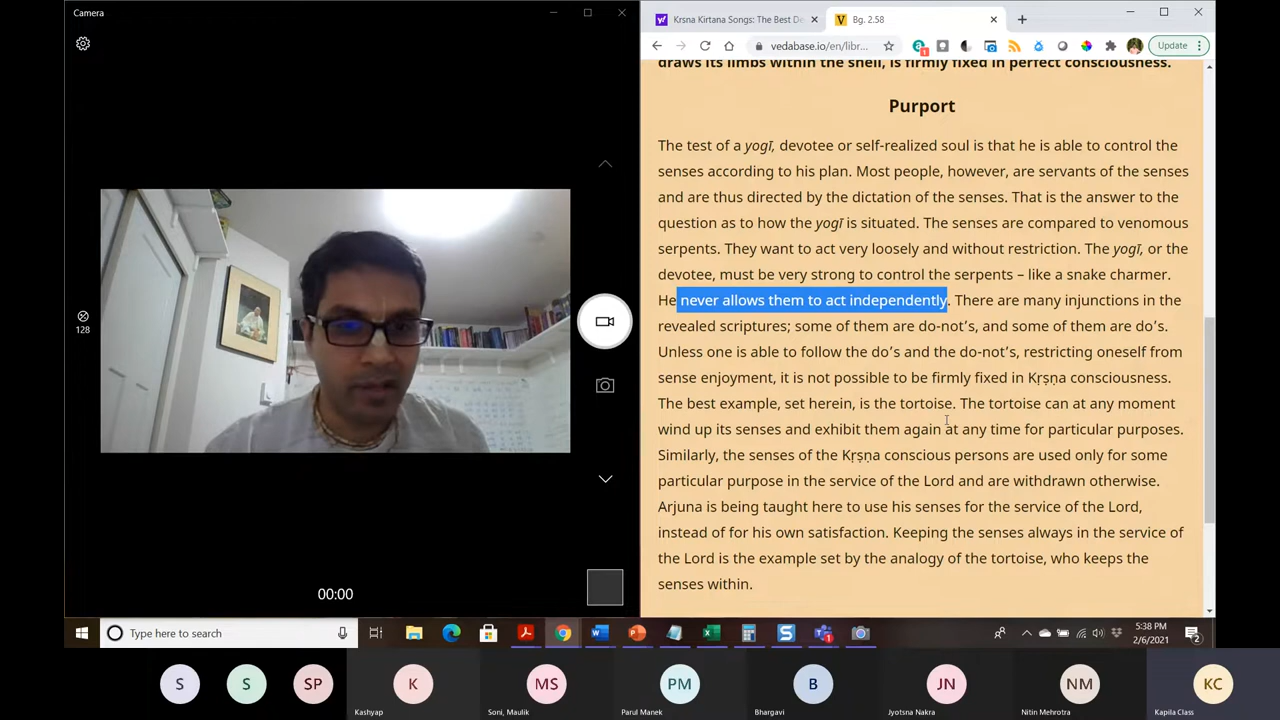 Camera
Krsna Kirtana Songs: The Best De
Bg. 2.58
vedabase.io/en/libr...
Update
draws its limbs within the shell, is firmly fixed in perfect consciousness.
Purport
The test of a yogī, devotee or self-realized soul is that he is able to control the
senses according to his plan. Most people, however, are servants of the senses
and are thus directed by the dictation of the senses. That is the answer to the
question as to how the yogī is situated. The senses are compared to venomous
serpents. They want to act very loosely and without restriction. The yogī, or the
devotee, must be very strong to control the serpents – like a snake charmer.
He never allows them to act independently. There are many injunctions in the
revealed scriptures; some of them are do-not’s, and some of them are do’s.
Unless one is able to follow the do’s and the do-not’s, restricting oneself from
sense enjoyment, it is not possible to be firmly fixed in Kṛṣṇa consciousness.
The best example, set herein, is the tortoise. The tortoise can at any moment
wind up its senses and exhibit them again at any time for particular purposes.
Similarly, the senses of the Kṛṣṇa conscious persons are used only for some
particular purpose in the service of the Lord and are withdrawn otherwise.
Arjuna is being taught here to use his senses for the service of the Lord,
instead of for his own satisfaction. Keeping the senses always in the service of
the Lord is the example set by the analogy of the tortoise, who keeps the
senses within.
128
00:00
Type here to search
5:38 PM
2/6/2021
2
S
S
SP
K
MS
PM
B
JN
NM
KC
Kashyap
Soni, Maulik
Parul Manek
Bhargavi
Jyotsna Nakra
Nitin Mehrotra
Kapila Class